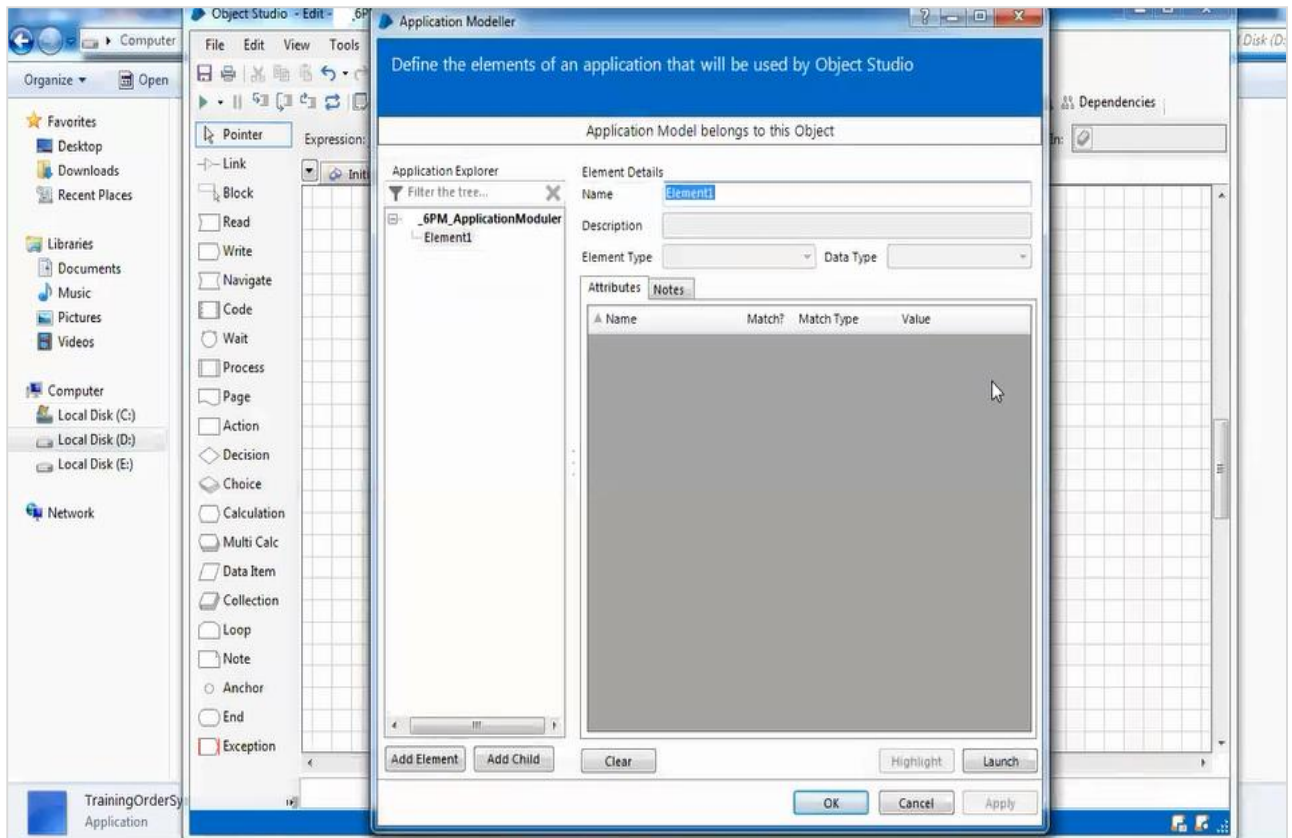 Object Studio - Edit - _6P
Application Modeller
Computer
File Edit View Tools
Disk (D:
Define the elements of an application that will be used by Object Studio
Organize Open
Dependencies
Favorites
Pointer
Expression:
Application Model belongs to this Object
In:
Desktop
Link
Initi
Application Explorer
Element Details
Downloads
Block
Filter the tree...
Name Element1
Recent Places
Read
_6PM_ApplicationModuler
Description
Element1
Libraries
Write
Element Type
Data Type
Documents
Navigate
Attributes Notes
Music
Code
Name Match? Match Type Value
Pictures
Wait
Videos
Process
Computer
Page
Local Disk (C:)
Action
Local Disk (D:)
Decision
Local Disk (E:)
Choice
Network
Calculation
Multi Calc
Data Item
Collection
Loop
Note
Anchor
End
Exception
Add Element Add Child Clear Highlight Launch
TrainingOrderSy
OK Cancel Apply
Application